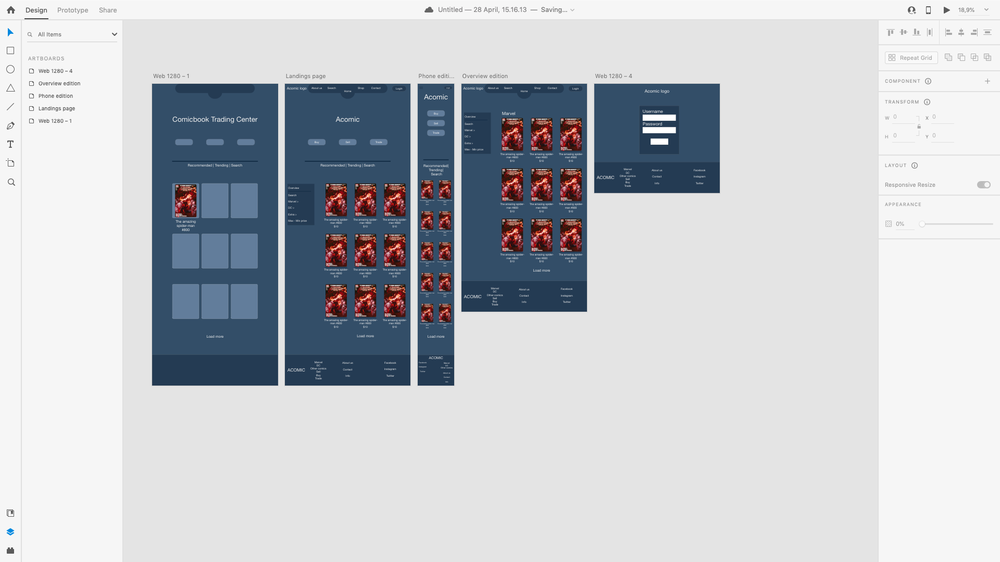 Design
Prototype
Share
Untitled — 28 April, 15.16.13 — Saving...
18,9%
All Items
ARTBOARDS
Web 1280 – 4
Overview edition
Phone edition
Landings page
Web 1280 – 1
Web 1280 – 1
Comicbook Trading Center
Recommended | Trending | Search
The amazing
spider-man
#800
Load more
Landings page
Acomic logo
About us
Search
Home
Shop
Contact
Login
Acomic
Buy
Sell
Trade
Recommended | Trending | Search
Overview
Search
Marvel >
DC >
Extra >
Max - Min price
The amazing spider-
man #800
$10
The amazing spider-
man #800
$10
The amazing spider-
man #800
$10
The amazing spider-
man #800
$10
The amazing spider-
man #800
$10
The amazing spider-
man #800
$10
The amazing spider-
man #800
$10
The amazing spider-
man #800
$10
The amazing spider-
man #800
$10
Load more
ACOMIC
Marvel
DC
Other comics
Sell
Buy
Trade
About us
Contact
Info
Facebook
Instagram
Twitter
Phone editi...
Acomic
Buy
Sell
Trade
Recommended|
Trending|
Search
Load more
ACOMIC
Facebook
Instagram
Twitter
Marvel
DC
Other comics
About us
Contact
Overview edition
Acomic logo
About us
Search
Home
Shop
Contact
Login
Overview
Search
Marvel >
DC >
Extra >
Max - Min price
Marvel
The amazing spider-
man #800
$10
The amazing spider-
man #800
$10
The amazing spider-
man #800
$10
The amazing spider-
man #800
$10
The amazing spider-
man #800
$10
The amazing spider-
man #800
$10
The amazing spider-
man #800
$10
The amazing spider-
man #800
$10
The amazing spider-
man #800
$10
Load more
ACOMIC
Marvel
DC
Other comics
Sell
Buy
Trade
About us
Contact
Info
Facebook
Instagram
Twitter
Web 1280 – 4
Acomic logo
Username
Password
ACOMIC
Marvel
DC
Other comics
Sell
Buy
Trade
About us
Contact
Info
Facebook
Instagram
Twitter
Repeat Grid
COMPONENT
TRANSFORM
W 0
X 0
H 0
Y 0
LAYOUT
Responsive Resize
APPEARANCE
0%